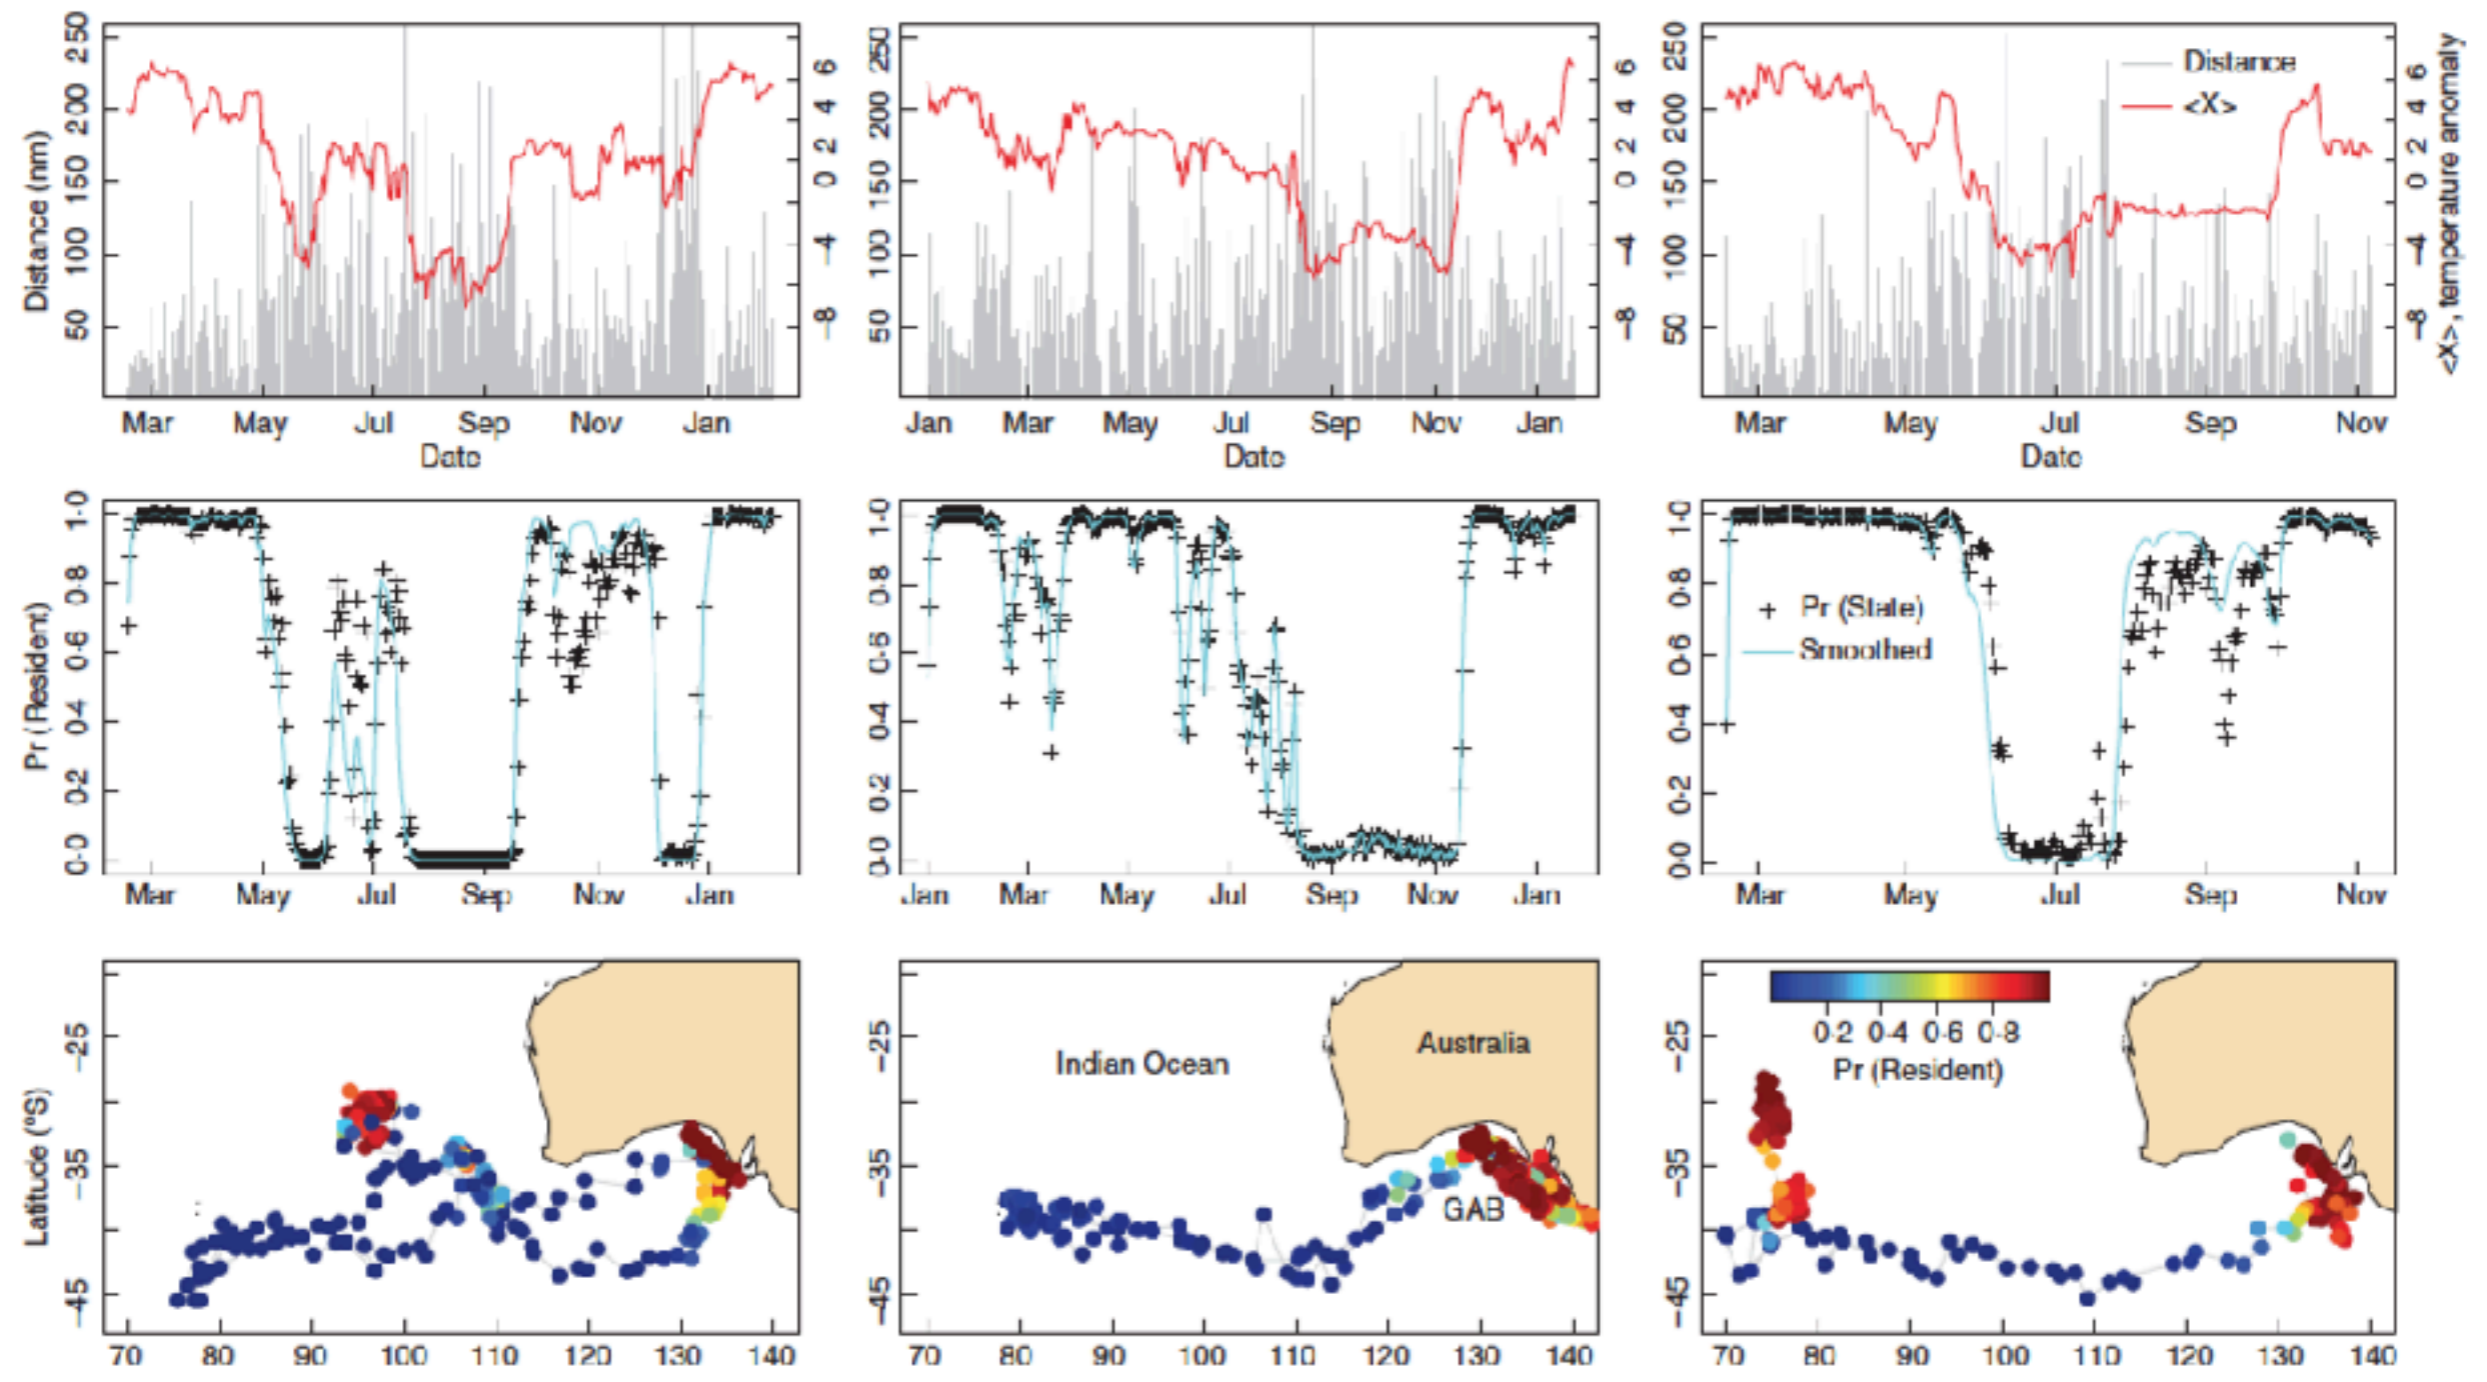 250
200
150
100
50
Distance (nm)
6
4
2
0
-4
-8
Mar May Jul Sep Nov Jan
Date
250
200
150
100
50
6
4
2
0
-4
-8
Jan Mar May Jul Sep Nov Jan
Date
250
200
150
100
50
Distance
<X>
6
4
2
0
-4
-8
<X>, temperature anomaly
Mar May Jul Sep Nov
Date
1·0
0·8
0·6
0·4
0·2
0·0
Pr (Resident)
Mar May Jul Sep Nov Jan
1·0
0·8
0·6
0·4
0·2
0·0
Jan Mar May Jul Sep Nov Jan
1·0
0·8
0·6
0·4
0·2
0·0
Pr (State)
Smoothed
Mar May Jul Sep Nov
-25
-35
-45
Latitude (ºS)
70 80 90 100 110 120 130 140
-25
-35
-45
Indian Ocean
Australia
GAB
70 80 90 100 110 120 130 140
-25
-35
-45
0·2 0·4 0·6 0·8
Pr (Resident)
70 80 90 100 110 120 130 140